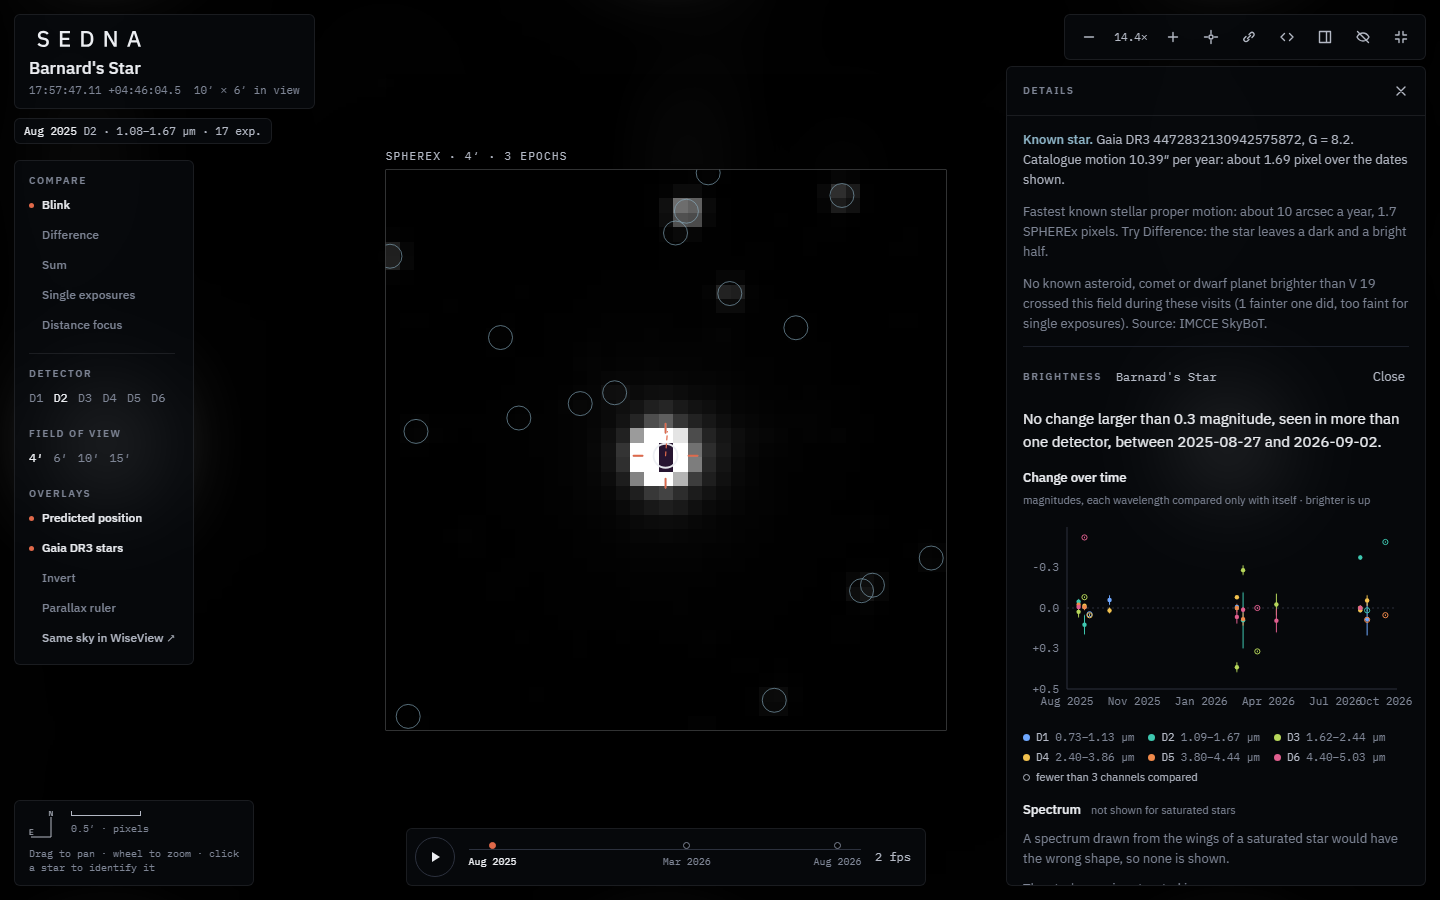 SEDNA
Barnard's Star
17:57:47.11 +04:46:04.5 10′ × 6′ in view
Aug 2025 D2 · 1.08–1.67 µm · 17 exp.
COMPARE
Blink
Difference
Sum
Single exposures
Distance focus
DETECTOR
D1 D2 D3 D4 D5 D6
FIELD OF VIEW
4′ 6′ 10′ 15′
OVERLAYS
Predicted position
Gaia DR3 stars
Invert
Parallax ruler
Same sky in WiseView ↗
N
E
0.5′ · pixels
Drag to pan · wheel to zoom · click
a star to identify it
SPHEREX · 4′ · 3 EPOCHS
Aug 2025
Mar 2026
Aug 2026
2 fps
14.4×
DETAILS
Known star. Gaia DR3 4472832130942575872, G = 8.2.
Catalogue motion 10.39″ per year: about 1.69 pixel over the dates
shown.
Fastest known stellar proper motion: about 10 arcsec a year, 1.7
SPHEREx pixels. Try Difference: the star leaves a dark and a bright
half.
No known asteroid, comet or dwarf planet brighter than V 19
crossed this field during these visits (1 fainter one did, too faint for
single exposures). Source: IMCCE SkyBoT.
BRIGHTNESS Barnard's Star Close
No change larger than 0.3 magnitude, seen in more than
one detector, between 2025-08-27 and 2026-09-02.
Change over time
magnitudes, each wavelength compared only with itself · brighter is up
-0.3
0.0
+0.3
+0.5
Aug 2025 Nov 2025 Jan 2026 Apr 2026 Jul 2026 Oct 2026
D1 0.73–1.13 µm D2 1.09–1.67 µm D3 1.62–2.44 µm
D4 2.40–3.86 µm D5 3.80–4.44 µm D6 4.40–5.03 µm
fewer than 3 channels compared
Spectrum not shown for saturated stars
A spectrum drawn from the wings of a saturated star would have
the wrong shape, so none is shown.